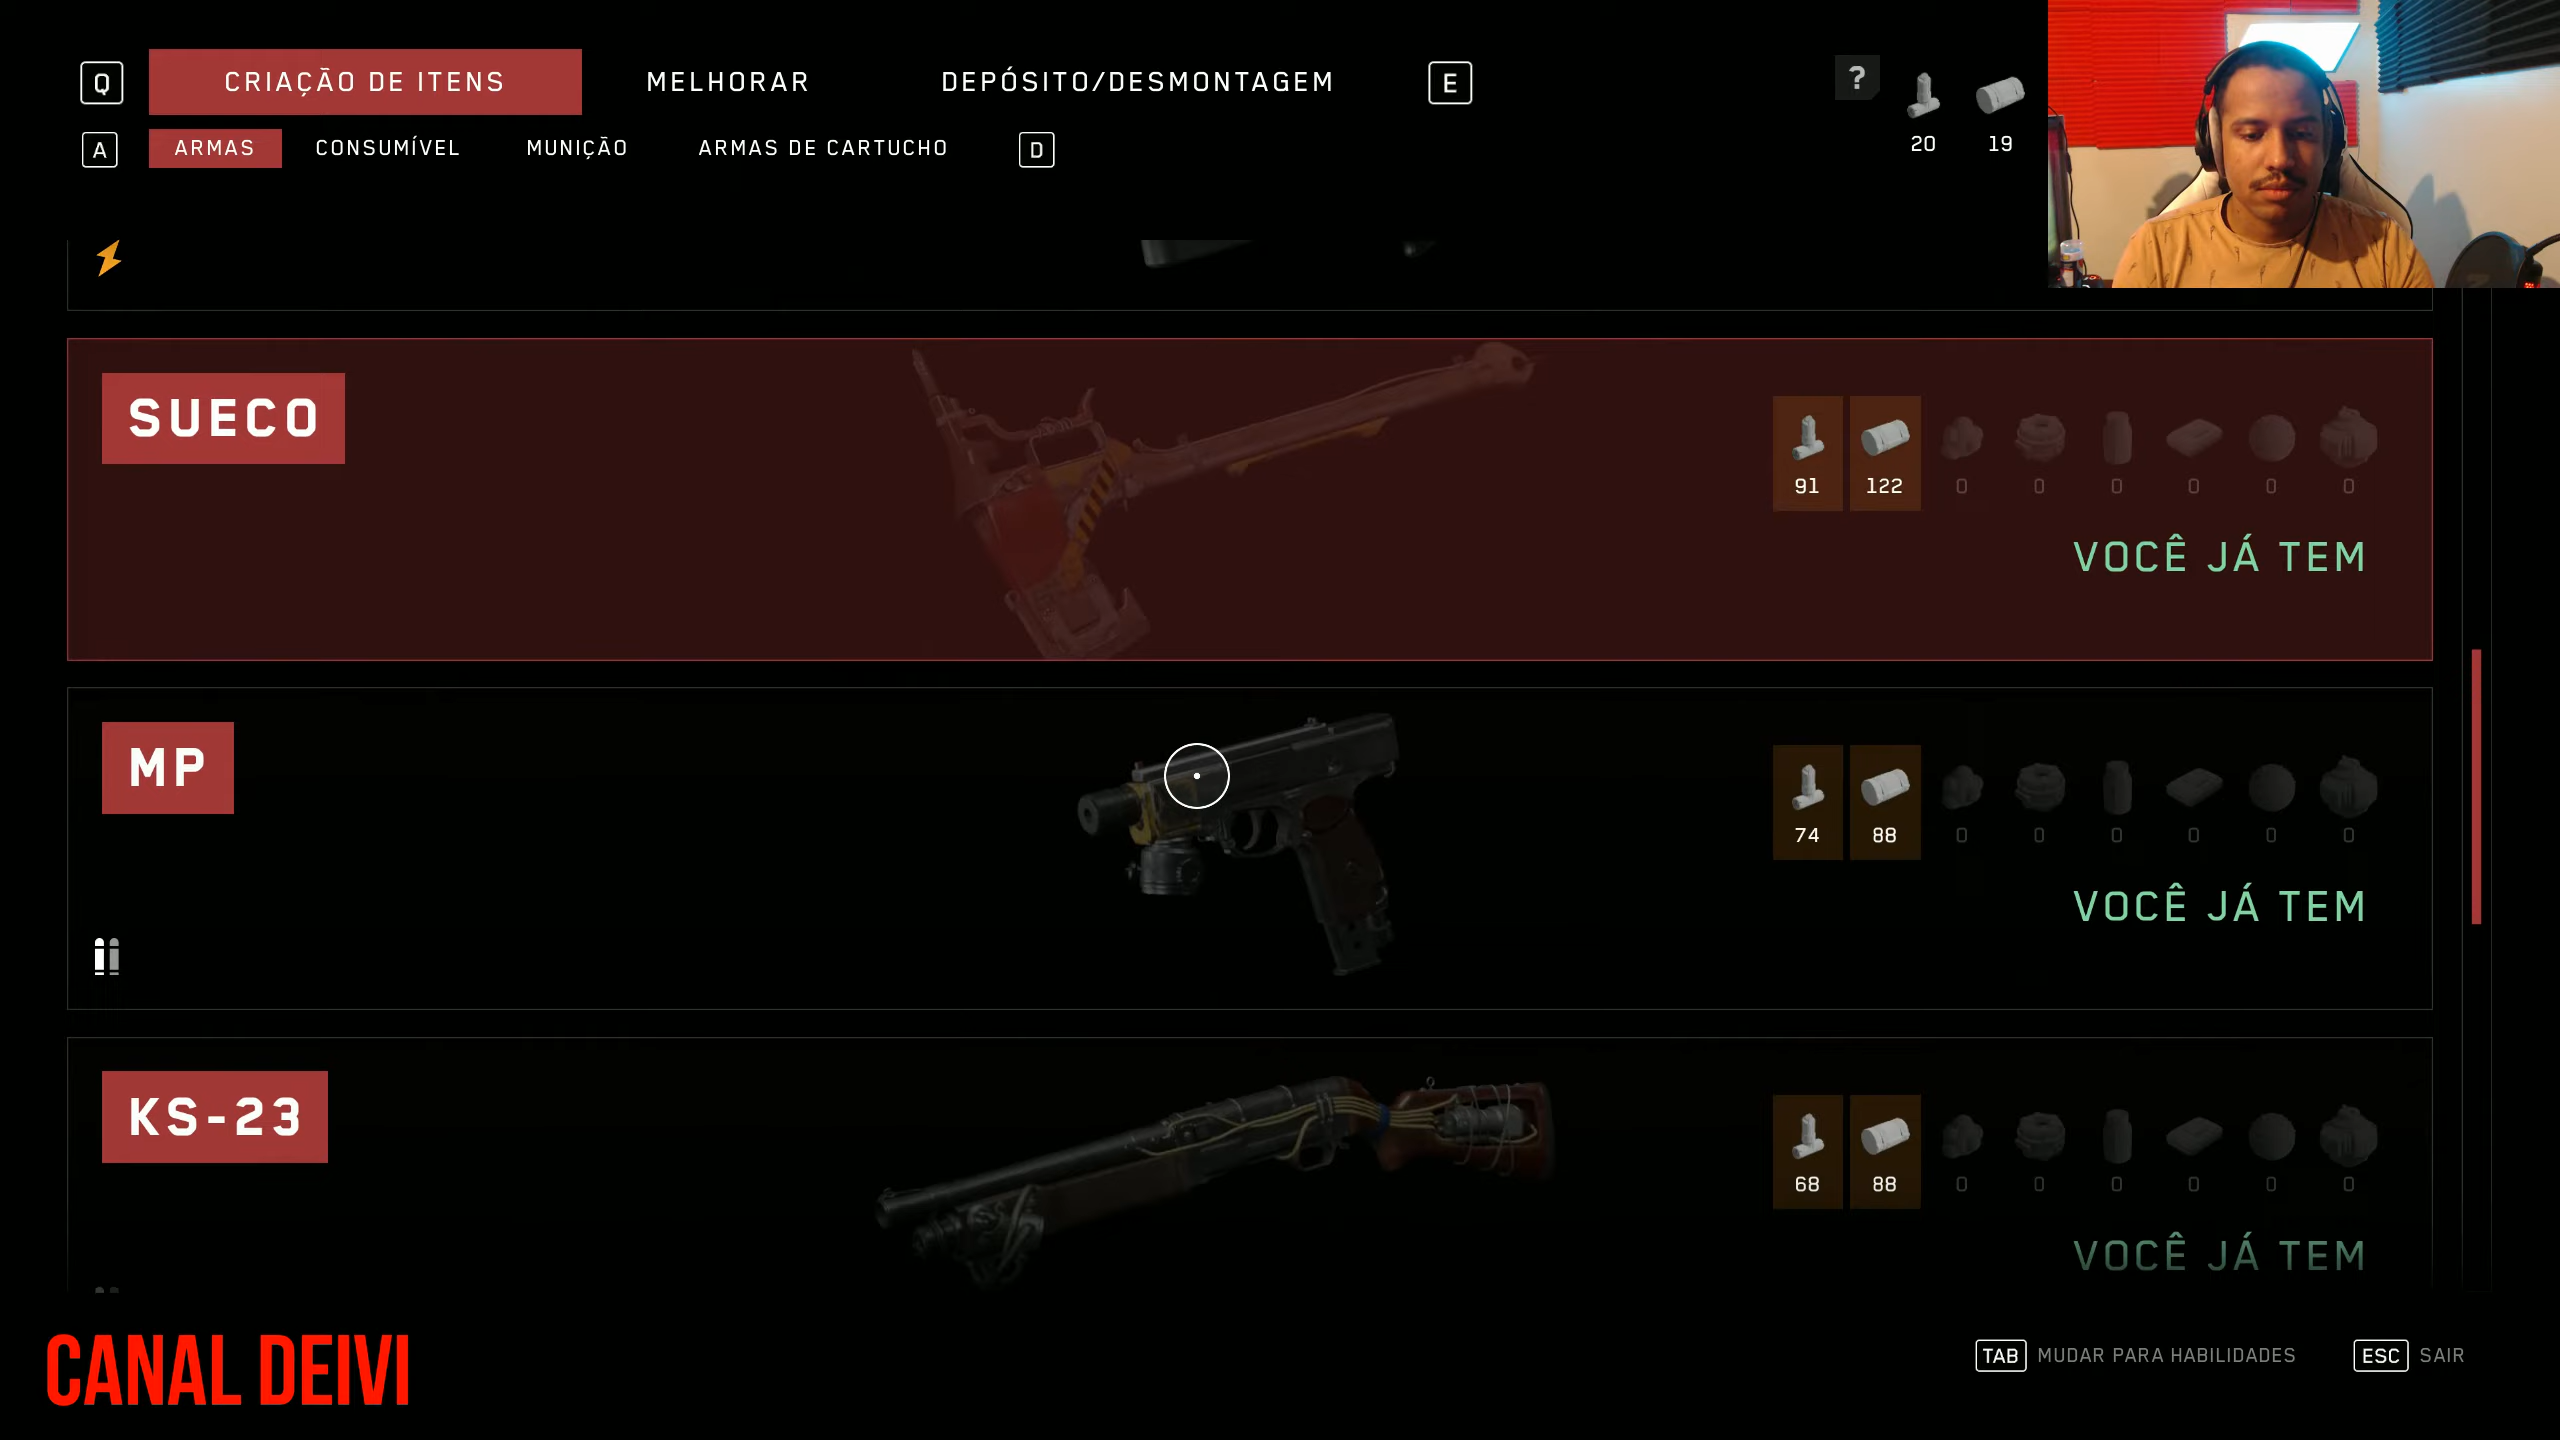 Q CRIAÇÃO DE ITENS MELHORAR DEPÓSITO/DESMONTAGEM E ?
A ARMAS CONSUMÍVEL MUNIÇÃO ARMAS DE CARTUCHO D 20 19
SUECO
91 122 0 0 0 0 0 0
VOCÊ JÁ TEM
MP
74 88 0 0 0 0 0 0
VOCÊ JÁ TEM
KS-23
68 88 0 0 0 0 0 0
VOCÊ JÁ TEM
CANAL DEIVI
TAB MUDAR PARA HABILIDADES ESC SAIR